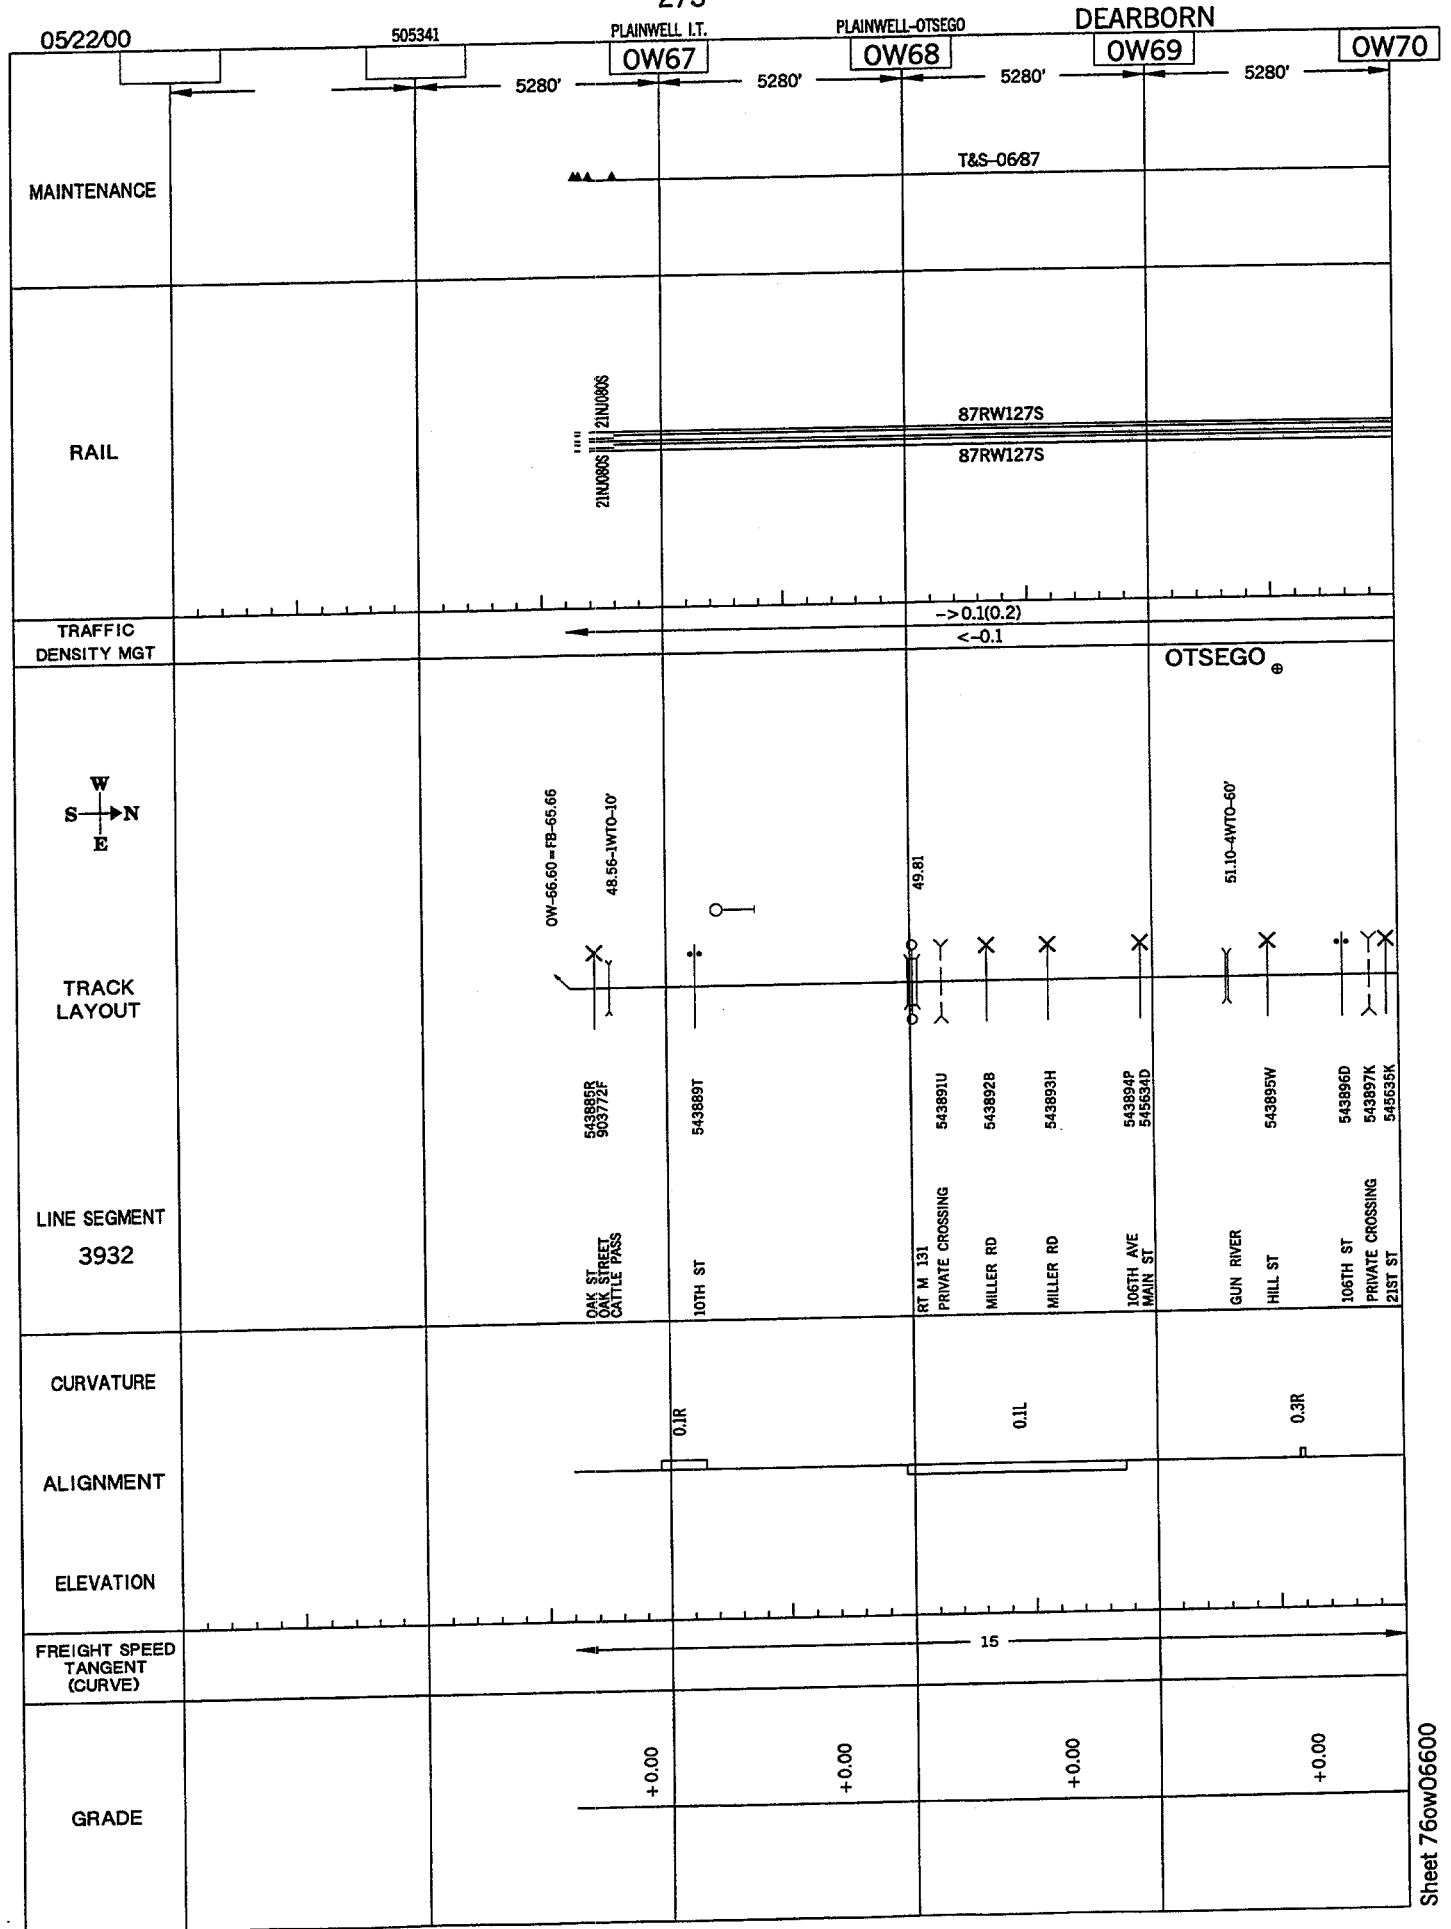 05/22/00
505341
PLAINWELL I.T.
PLAINWELL-OTSEGO
DEARBORN
OW67
OW68
OW69
OW70
5280'
5280'
5280'
5280'
MAINTENANCE
T&S-06/87
RAIL
21NJ080S
21NJ080S
87RW127S
87RW127S
TRAFFIC
DENSITY MGT
->0.1(0.2)
<-0.1
OTSEGO
W
S
N
E
OW-66.60=FB-65.66
48.56-1WTO-10'
49.81
51.10-4WTO-60'
TRACK
LAYOUT
543885R
903772F
543889T
543891U
543892B
543893H
543894P
545634D
543895W
543896D
543897K
545635K
LINE SEGMENT
3932
OAK ST
OAK STREET
CATTLE PASS
10TH ST
RT M 131
PRIVATE CROSSING
MILLER RD
MILLER RD
106TH AVE
MAIN ST
GUN RIVER
HILL ST
106TH ST
PRIVATE CROSSING
21ST ST
CURVATURE
0.1R
0.1L
0.3R
ALIGNMENT
ELEVATION
FREIGHT SPEED
TANGENT
(CURVE)
15
GRADE
+0.00
+0.00
+0.00
+0.00
Sheet 76ow06600